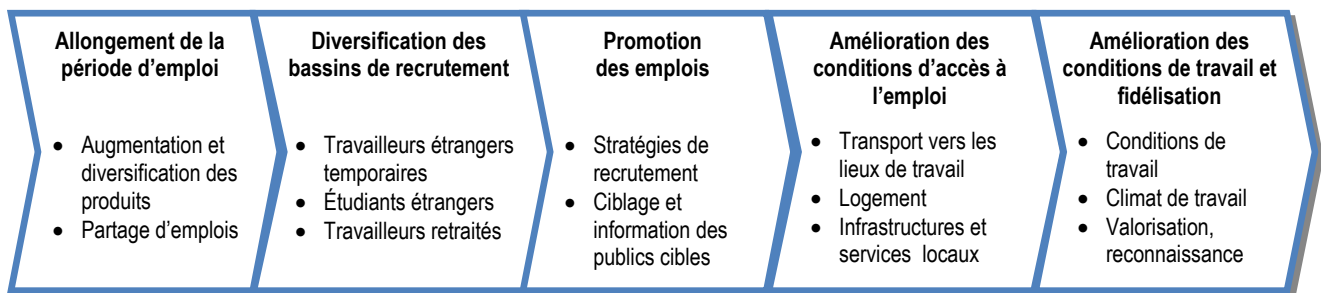 Allongement de la
période d'emploi
• Augmentation et
diversification des
produits
• Partage d'emplois
Diversification des
bassins de recrutement
• Travailleurs étrangers
temporaires
• Étudiants étrangers
• Travailleurs retraités
Promotion
des emplois
• Stratégies de
recrutement
• Ciblage et
information des
publics cibles
Amélioration des
conditions d'accès à
l'emploi
• Transport vers les
lieux de travail
• Logement
• Infrastructures et
services locaux
Amélioration des
conditions de travail et
fidélisation
• Conditions de
travail
• Climat de travail
• Valorisation,
reconnaissance